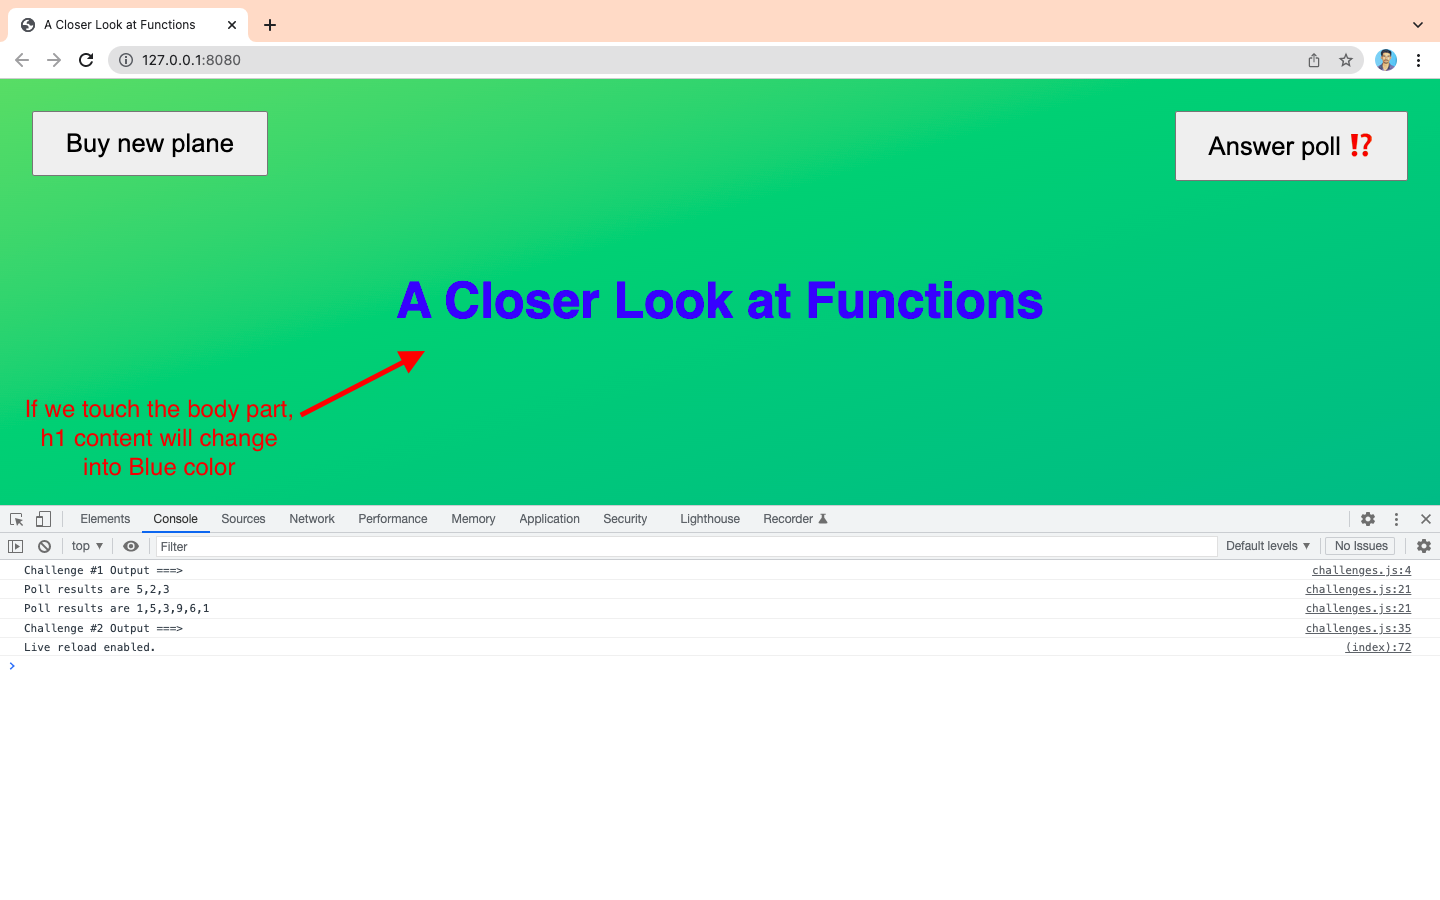 A Closer Look at Functions
127.0.0.1:8080
Buy new plane
Answer poll ⁉️
A Closer Look at Functions
If we touch the body part,
h1 content will change
into Blue color
Elements Console Sources Network Performance Memory Application Security Lighthouse Recorder
top Filter Default levels No Issues
Challenge #1 Output ===> challenges.js:4
Poll results are 5,2,3 challenges.js:21
Poll results are 1,5,3,9,6,1 challenges.js:21
Challenge #2 Output ===> challenges.js:35
Live reload enabled. (index):72